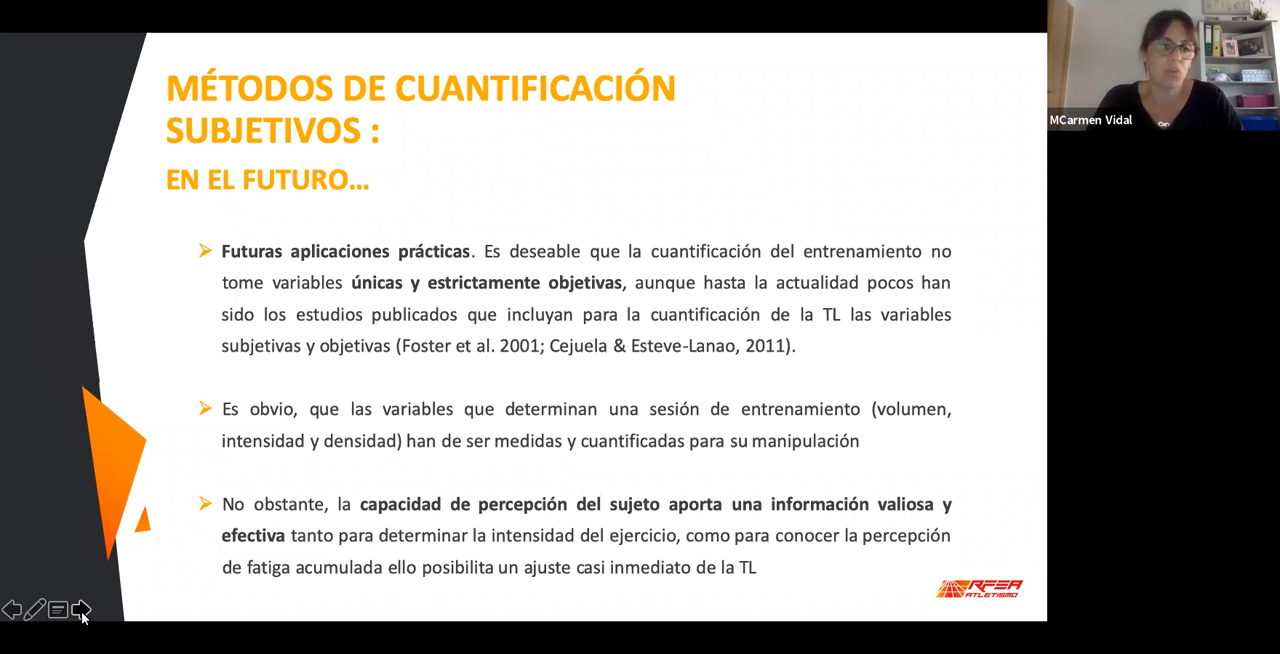 MÉTODOS DE CUANTIFICACIÓN
SUBJETIVOS :
EN EL FUTURO...
Futuras aplicaciones prácticas. Es deseable que la cuantificación del entrenamiento no
tome variables únicas y estrictamente objetivas, aunque hasta la actualidad pocos han
sido los estudios publicados que incluyan para la cuantificación de la TL las variables
subjetivas y objetivas (Foster et al. 2001; Cejuela & Esteve-Lanao, 2011).
Es obvio, que las variables que determinan una sesión de entrenamiento (volumen,
intensidad y densidad) han de ser medidas y cuantificadas para su manipulación
No obstante, la capacidad de percepción del sujeto aporta una información valiosa y
efectiva tanto para determinar la intensidad del ejercicio, como para conocer la percepción
de fatiga acumulada ello posibilita un ajuste casi inmediato de la TL
RFEA
ATLETISMO
MCarmen Vidal